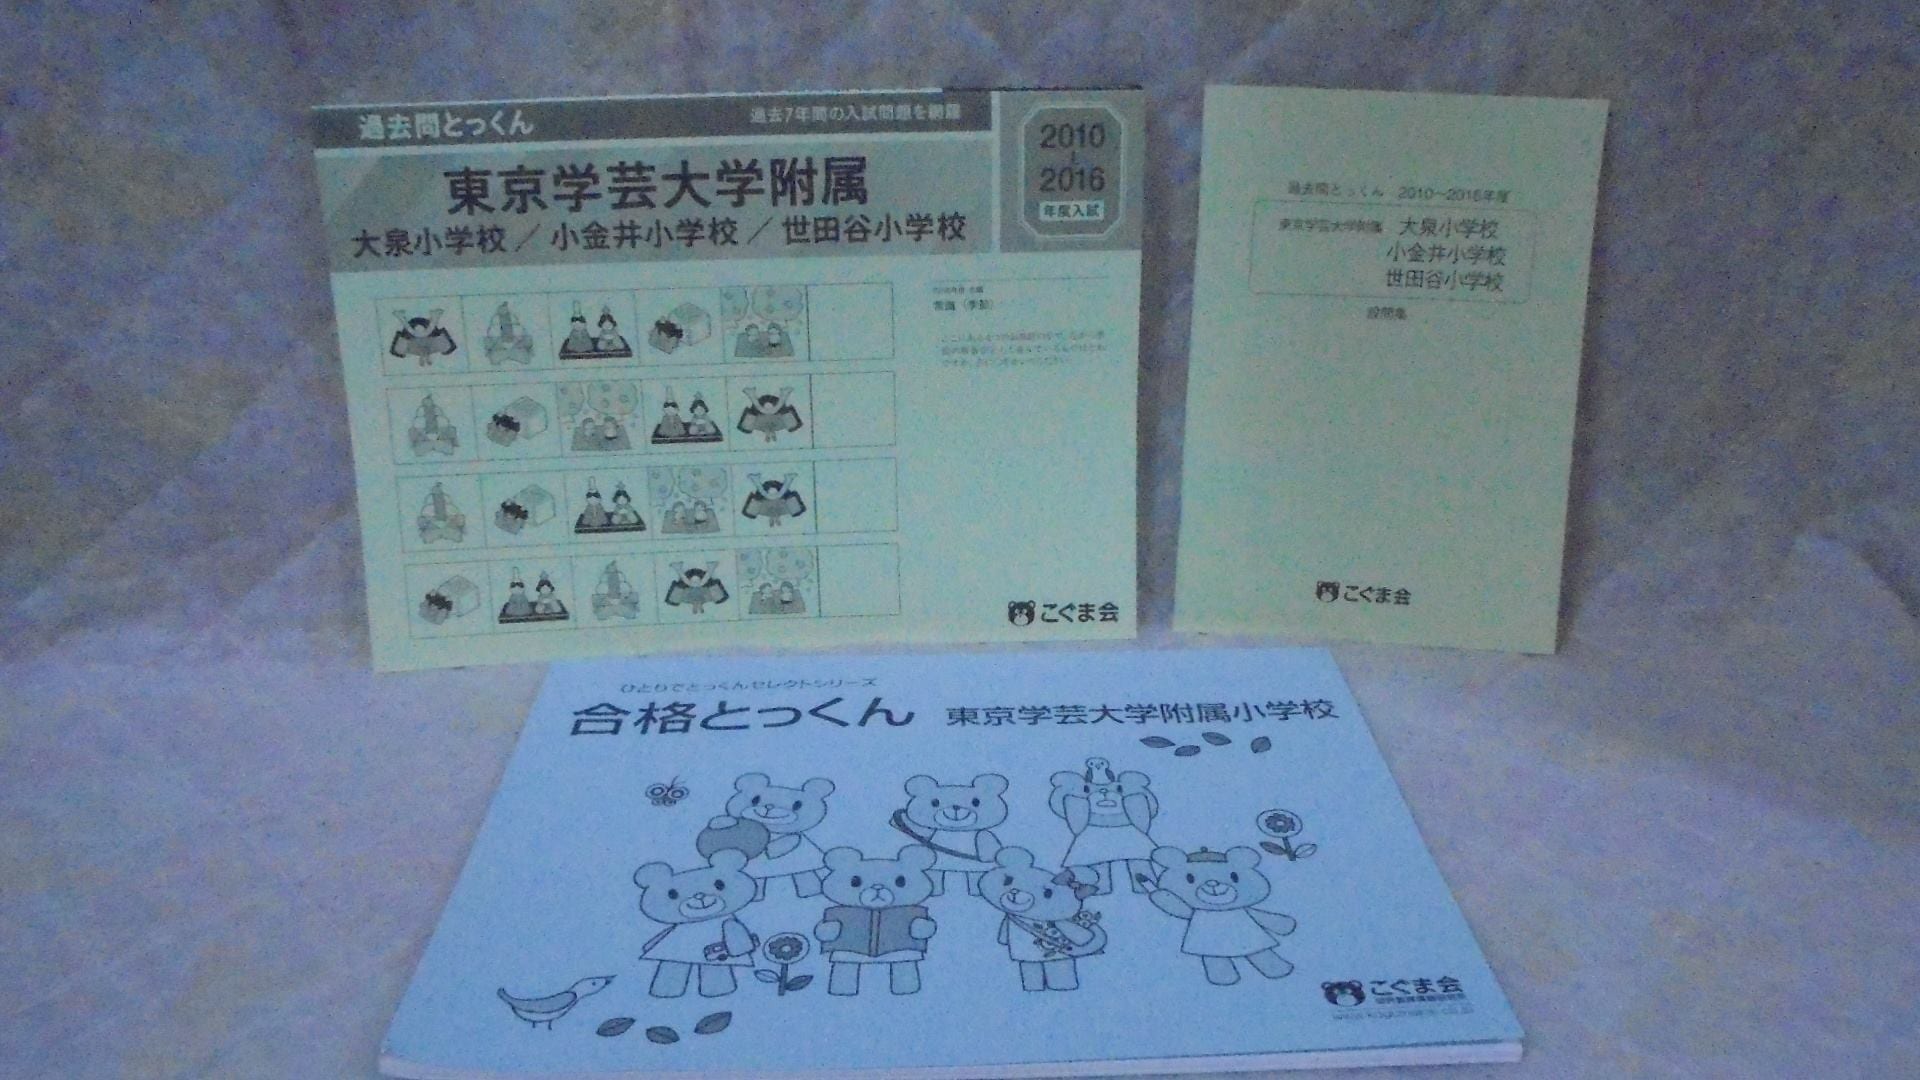 過去問とっくん
過去7年間の入試問題を網羅
2010
2016
年度入試
東京学芸大学附属
大泉小学校／小金井小学校／世田谷小学校
常識（季節）
こぐま会
過去問とっくん 2010～2016年度
東京学芸大学附属 大泉小学校
小金井小学校
世田谷小学校
設問集
こぐま会
ひとりでとっくんセレクトシリーズ
合格とっくん 東京学芸大学附属小学校
こぐま会